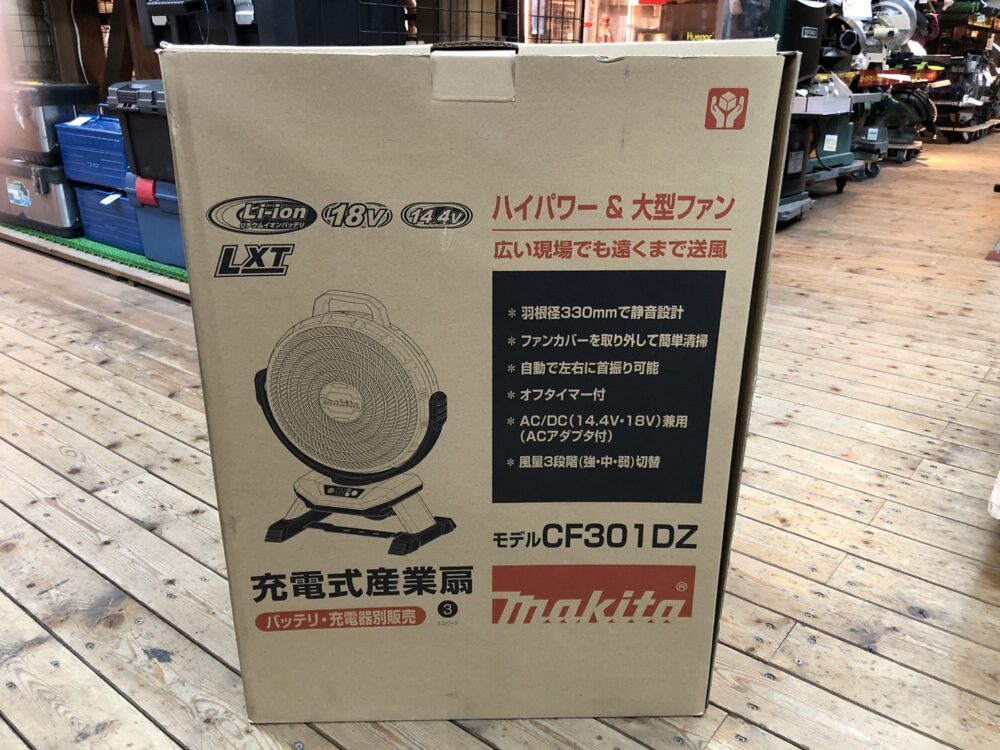 Li-ion
リチウムイオンバッテリ
18V
14.4V
LXT
ハイパワー & 大型ファン
広い現場でも遠くまで送風
* 羽根径330mmで静音設計
* ファンカバーを取り外して簡単清掃
* 自動で左右に首振り可能
* オフタイマー付
* AC/DC(14.4V・18V)兼用
(ACアダプタ付)
* 風量3段階(強・中・弱)切替
makita
モデルCF301DZ
充電式産業扇
バッテリ・充電器別販売
3
3スピード
makita®